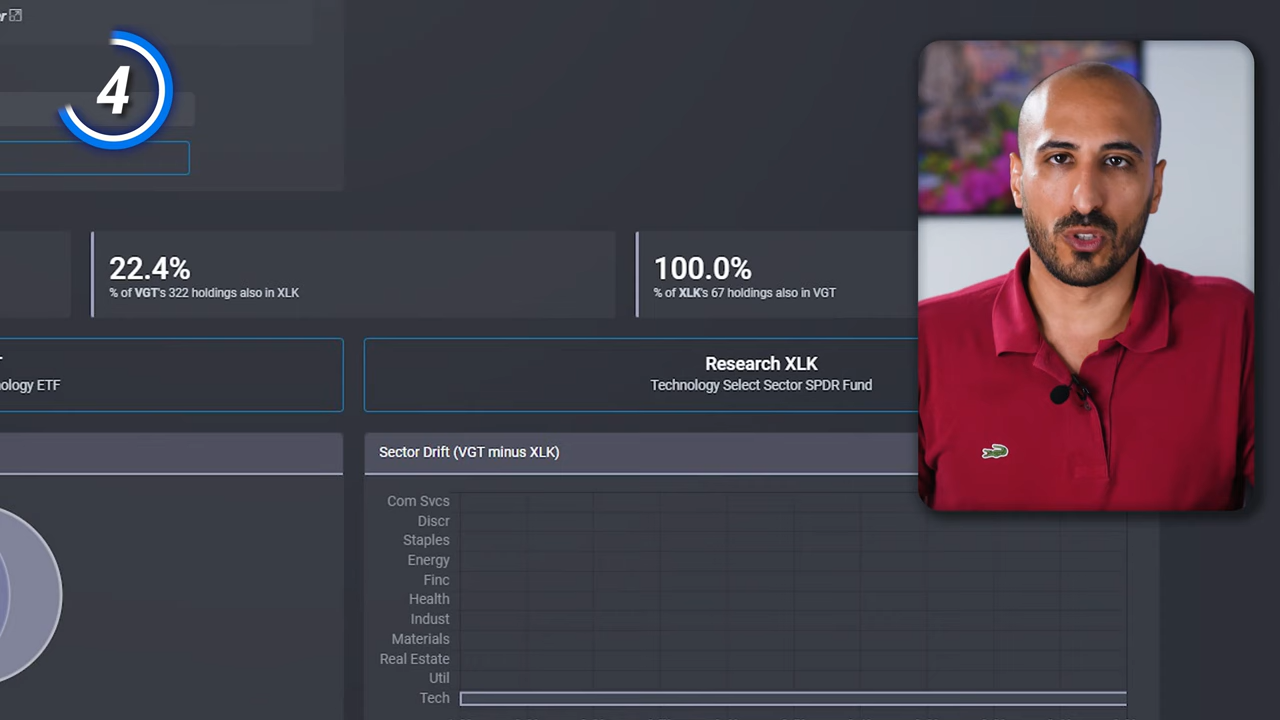 4
22.4%
% of VGT's 322 holdings also in XLK
100.0%
% of XLK's 67 holdings also in VGT
ology ETF
Research XLK
Technology Select Sector SPDR Fund
Sector Drift (VGT minus XLK)
Com Svcs
Discr
Staples
Energy
Finc
Health
Indust
Materials
Real Estate
Util
Tech